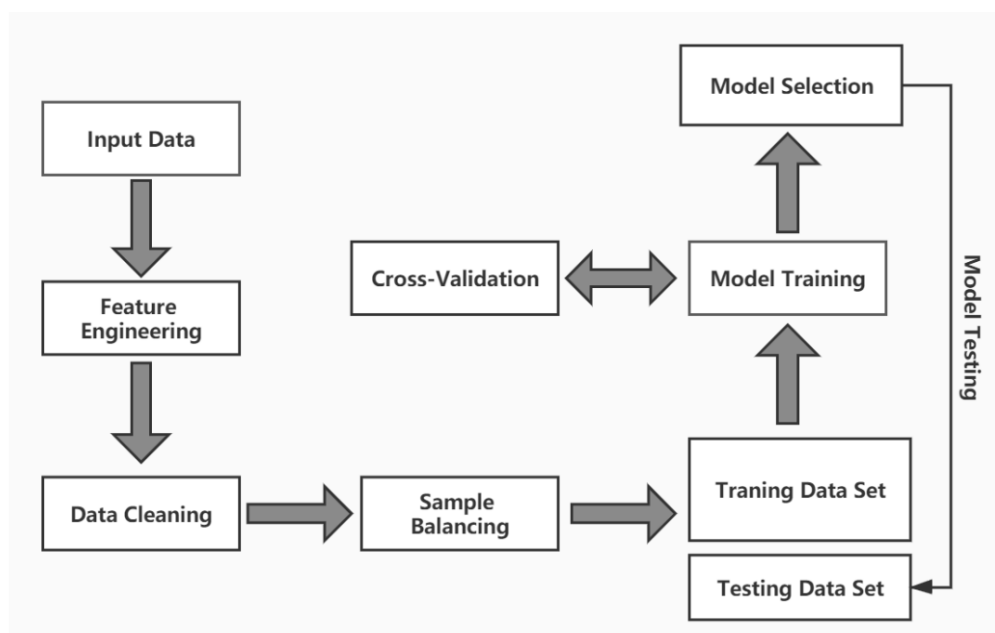 Input Data
Feature
Engineering
Data Cleaning
Sample
Balancing
Traning Data Set
Testing Data Set
Model Training
Cross-Validation
Model Selection
Model Testing